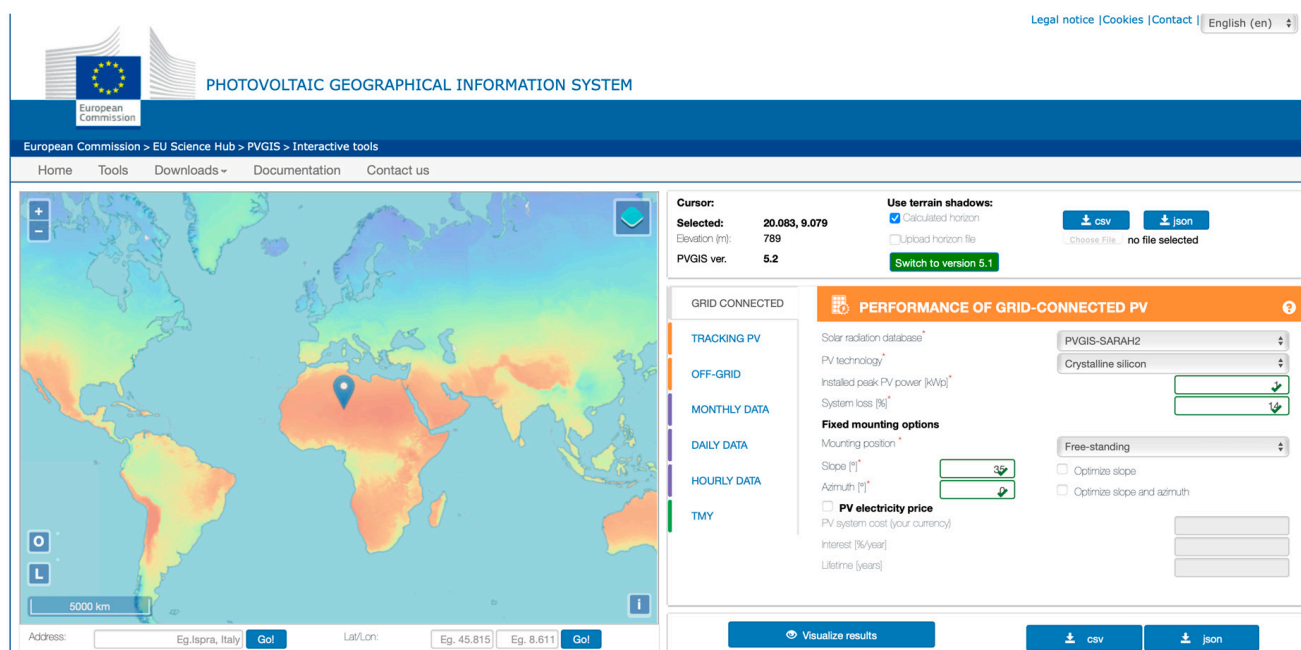 Legal notice |Cookies |Contact | English (en)
PHOTOVOLTAIC GEOGRAPHICAL INFORMATION SYSTEM
European
Commission
European Commission > EU Science Hub > PVGIS > Interactive tools
Home Tools Downloads Documentation Contact us
+
−
Cursor:
Selected: 20.083, 9.079
Elevation (m): 789
PVGIS ver. 5.2
Use terrain shadows:
Calculated horizon
Upload horizon file
Switch to version 5.1
csv json
Choose File no file selected
GRID CONNECTED
TRACKING PV
OFF-GRID
MONTHLY DATA
DAILY DATA
HOURLY DATA
TMY
PERFORMANCE OF GRID-CONNECTED PV ?
Solar radiation database* PVGIS-SARAH2
PV technology* Crystalline silicon
Installed peak PV power [kWp]* 1
System loss [%]* 14
Fixed mounting options
Mounting position * Free-standing
Slope [°]* 35 Optimize slope
Azimuth [°]* 0 Optimize slope and azimuth
PV electricity price
PV system cost (your currency)
Interest [%/year]
Lifetime [years]
O
L
5000 km
i
Address: Eg.Ispra, Italy Go! Lat/Lon: Eg. 45.815 Eg. 8.611 Go!
Visualize results csv json